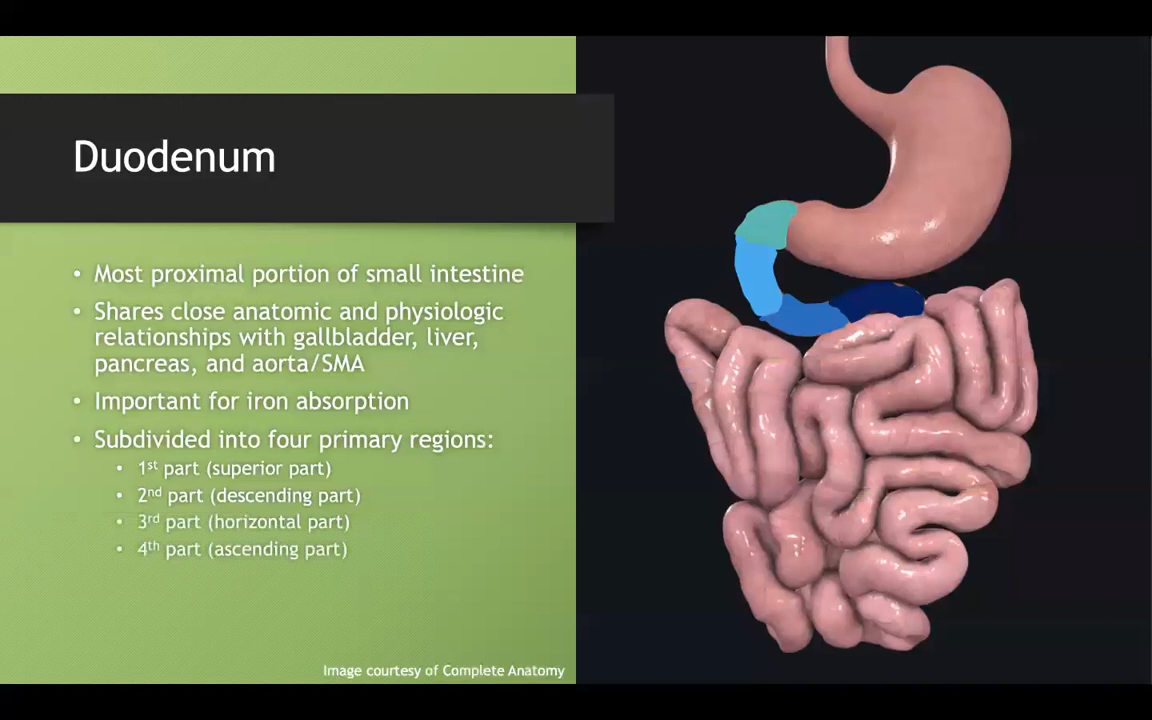 Duodenum
• Most proximal portion of small intestine
• Shares close anatomic and physiologic
relationships with gallbladder, liver,
pancreas, and aorta/SMA
• Important for iron absorption
• Subdivided into four primary regions:
• 1st part (superior part)
• 2nd part (descending part)
• 3rd part (horizontal part)
• 4th part (ascending part)
Image courtesy of Complete Anatomy